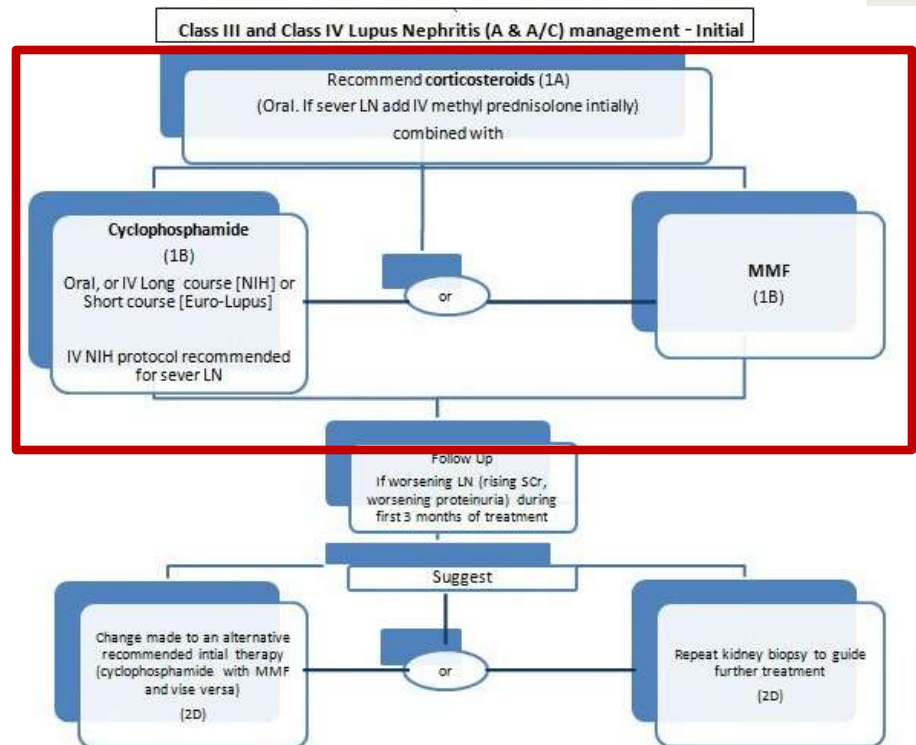 Class III and Class IV Lupus Nephritis (A & A/C) management - Initial
Recommend corticosteroids (1A)
(Oral. If sever LN add IV methyl prednisolone intially)
combined with
Cyclophosphamide
(1B)
Oral, or IV Long course [NIH] or
Short course [Euro-Lupus]
IV NIH protocol recommended
for sever LN
or
MMF
(1B)
Follow Up
If worsening LN (rising SCr,
worsening proteinuria) during
first 3 months of treatment
Suggest
Change made to an alternative
recommended intial therapy
(cyclophosphamide with MMF
and vise versa)
(2D)
or
Repeat kidney biopsy to guide
further treatment
(2D)